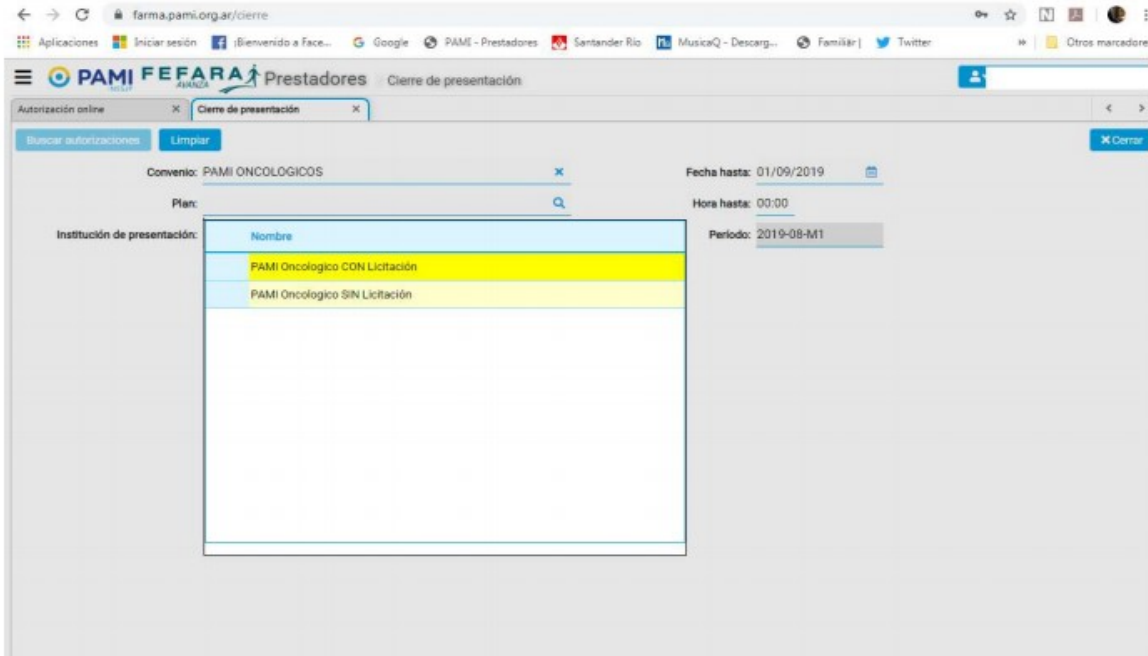 farma.pami.org.ar/cierre
Aplicaciones Iniciar sesión ¡Bienvenido a Face... Google PAMI - Prestadores Santander Río MusicaQ - Descarg... Familiar | Twitter » Otros marcadore
PAMI FEFARA AVANZA Prestadores Cierre de presentación
Autorización online × Cierre de presentación ×
Buscar autorizaciones Limpiar × Cerrar
Convenio: PAMI ONCOLOGICOS Fecha hasta: 01/09/2019
Plan: Hora hasta: 00:00
Institución de presentación: Nombre Período: 2019-08-M1
PAMI Oncologico CON Licitación
PAMI Oncologico SIN Licitación